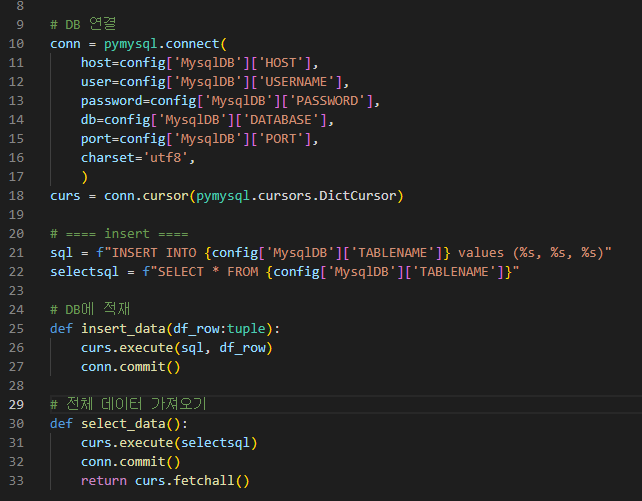 8
9 # DB 연결
10 conn = pymysql.connect(
11 host=config['MysqlDB']['HOST'],
12 user=config['MysqlDB']['USERNAME'],
13 password=config['MysqlDB']['PASSWORD'],
14 db=config['MysqlDB']['DATABASE'],
15 port=config['MysqlDB']['PORT'],
16 charset='utf8',
17 )
18 curs = conn.cursor(pymysql.cursors.DictCursor)
19
20 # ==== insert ====
21 sql = f"INSERT INTO {config['MysqlDB']['TABLENAME']} values (%s, %s, %s)"
22 selectsql = f"SELECT * FROM {config['MysqlDB']['TABLENAME']}"
23
24 # DB에 적재
25 def insert_data(df_row:tuple):
26 curs.execute(sql, df_row)
27 conn.commit()
28
29 # 전체 데이터 가져오기
30 def select_data():
31 curs.execute(selectsql)
32 conn.commit()
33 return curs.fetchall()